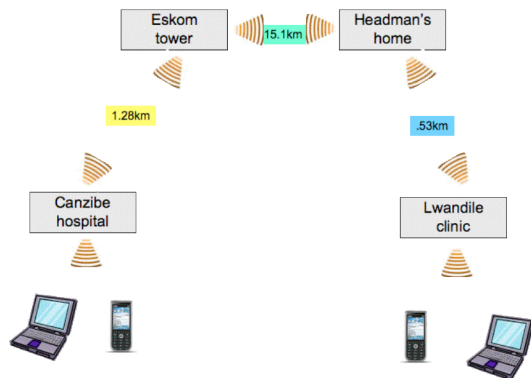 Eskom
tower
15.1km
Headman's
home
1.28km
.53km
Canzibe
hospital
Lwandile
clinic